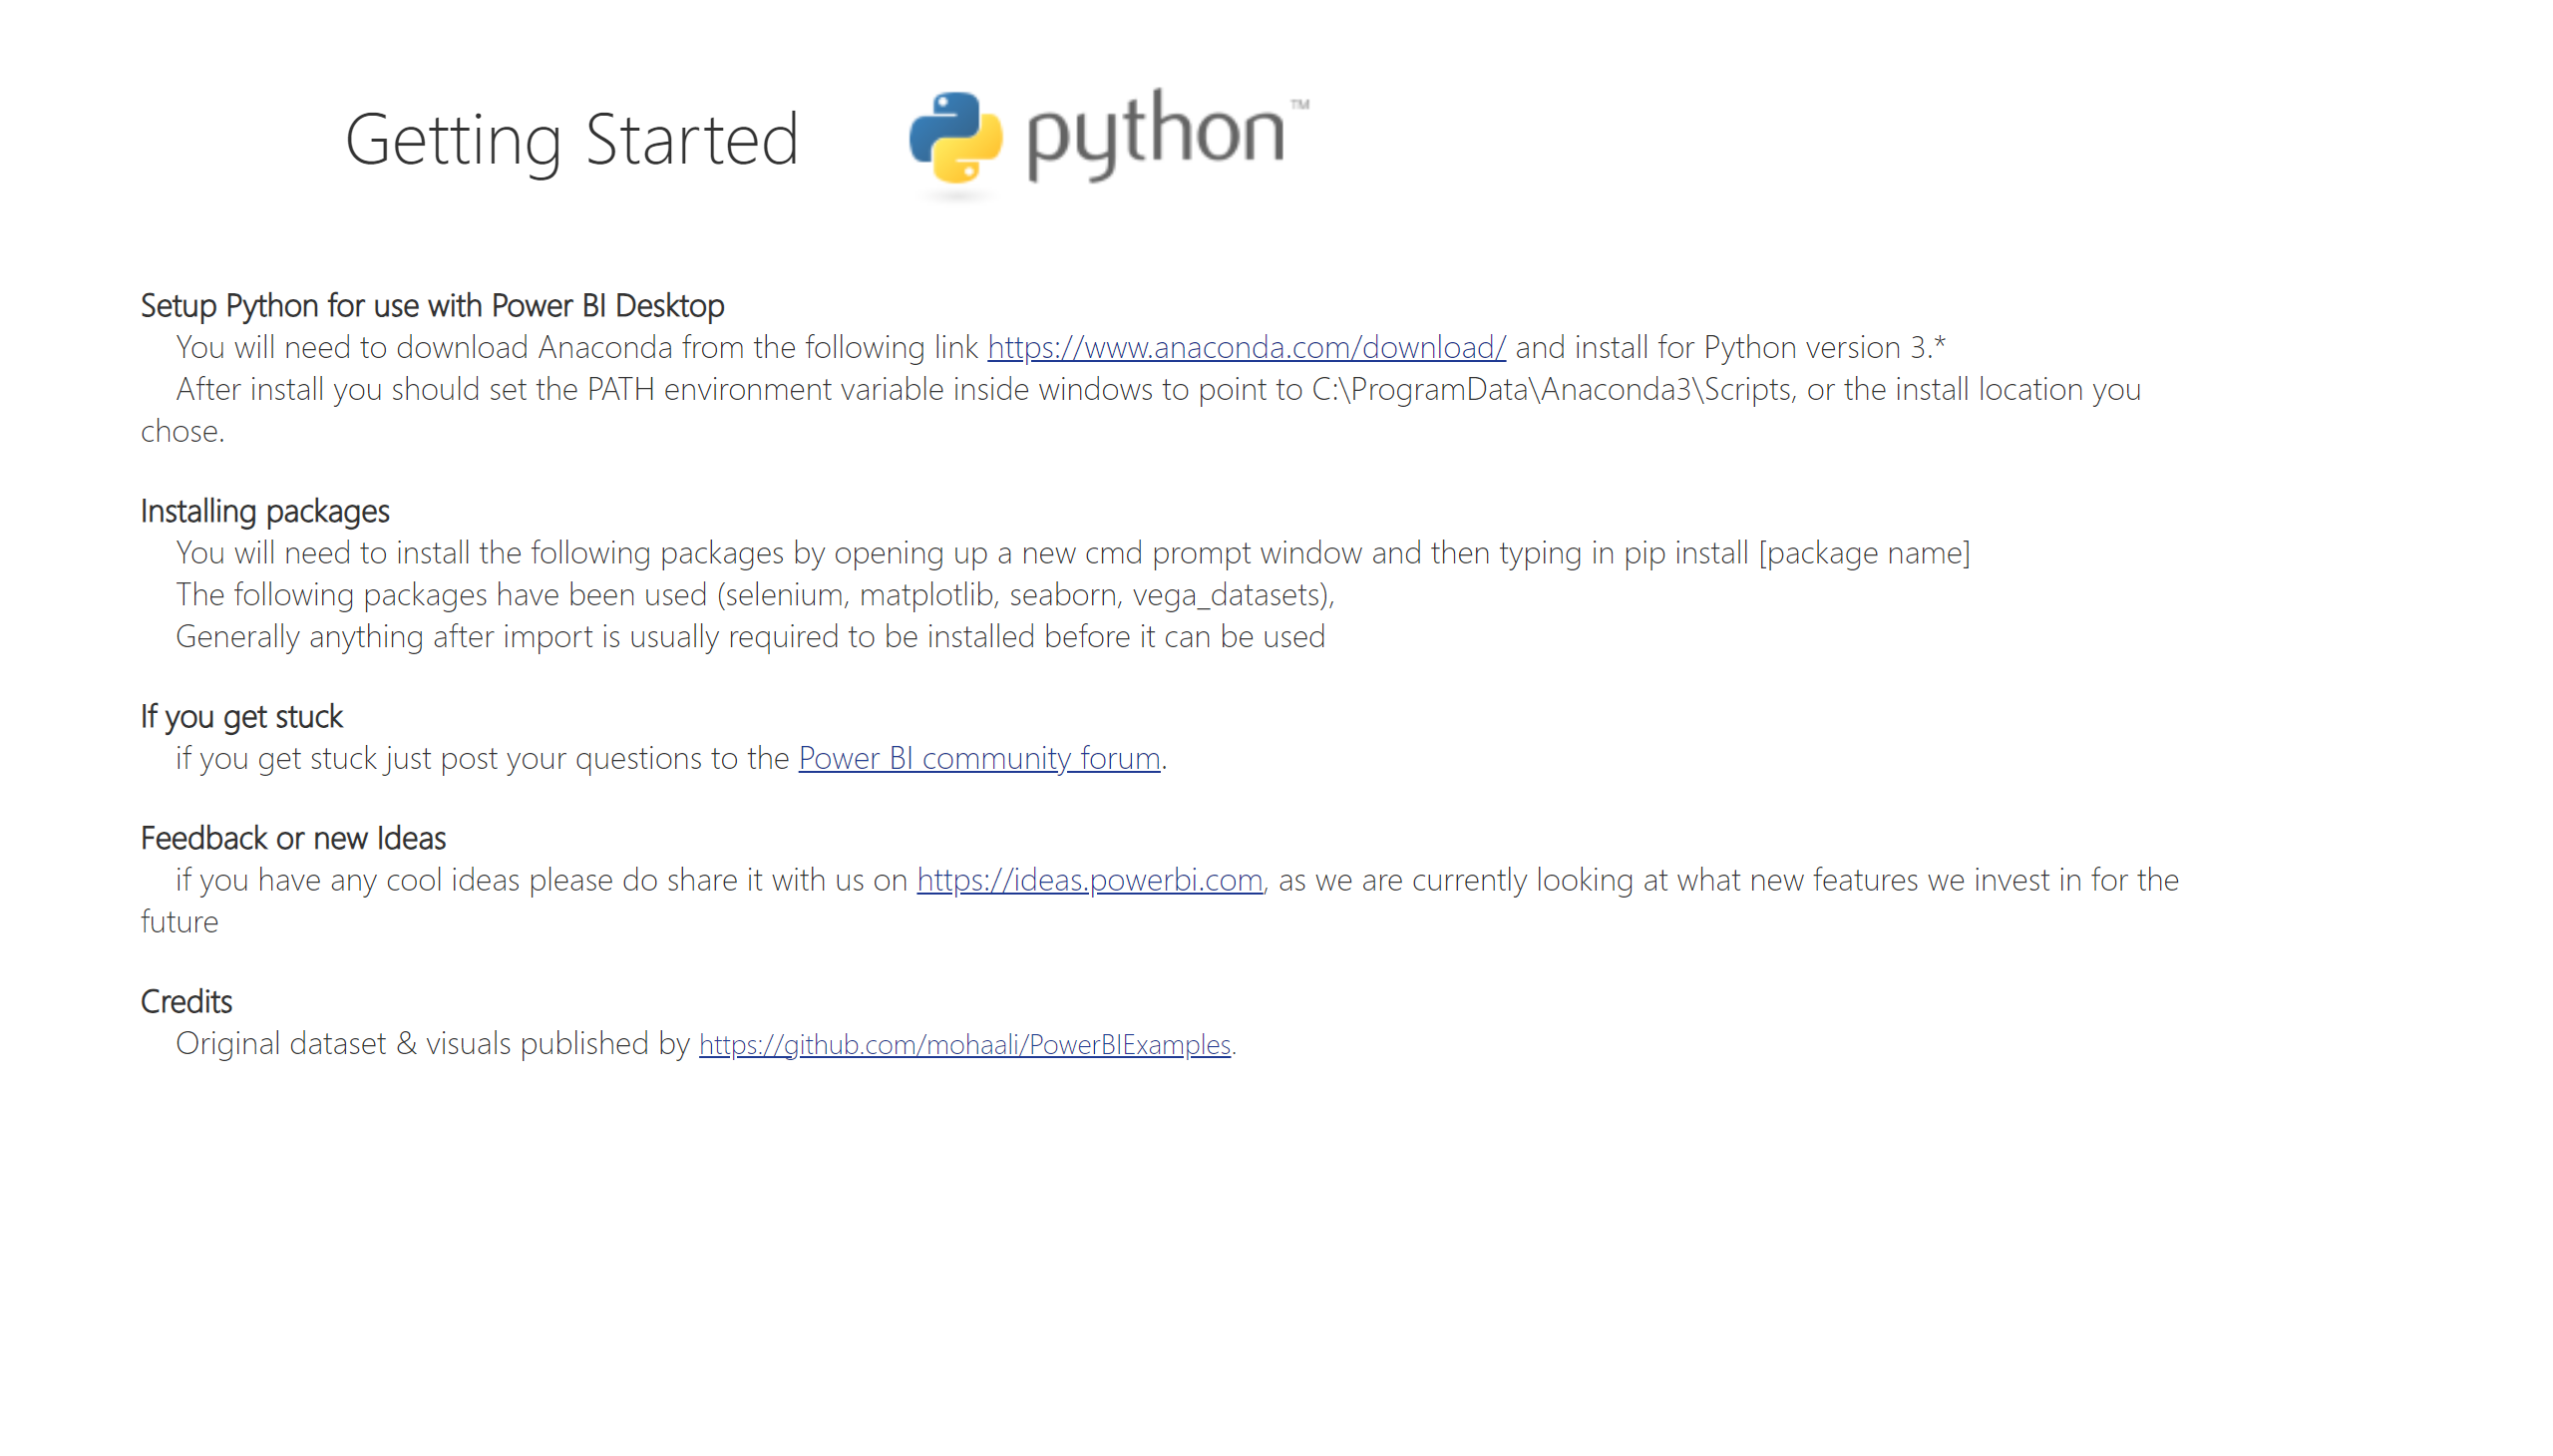 Getting Started
python™
Setup Python for use with Power BI Desktop
You will need to download Anaconda from the following link https://www.anaconda.com/download/ and install for Python version 3.*
After install you should set the PATH environment variable inside windows to point to C:\ProgramData\Anaconda3\Scripts, or the install location you
chose.
Installing packages
You will need to install the following packages by opening up a new cmd prompt window and then typing in pip install [package name]
The following packages have been used (selenium, matplotlib, seaborn, vega_datasets),
Generally anything after import is usually required to be installed before it can be used
If you get stuck
if you get stuck just post your questions to the Power BI community forum.
Feedback or new Ideas
if you have any cool ideas please do share it with us on https://ideas.powerbi.com, as we are currently looking at what new features we invest in for the
future
Credits
Original dataset & visuals published by https://github.com/mohaali/PowerBIExamples.